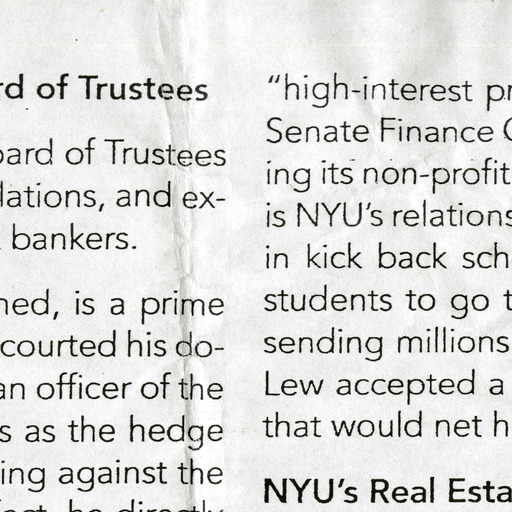 rd of Trustees
oard of Trustees
lations, and ex-
bankers.
ned, is a prime
courted his do-
an officer of the
s as the hedge
ing against the
he directly
"high-interest pr
Senate Finance
ing its non-profit
is NYU's relations
in kick back sch
students to go t
sending millions
Lew accepted a
that would net h
NYU's Real Esta